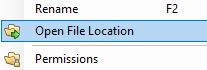 Rename F2
Open File Location
Permissions